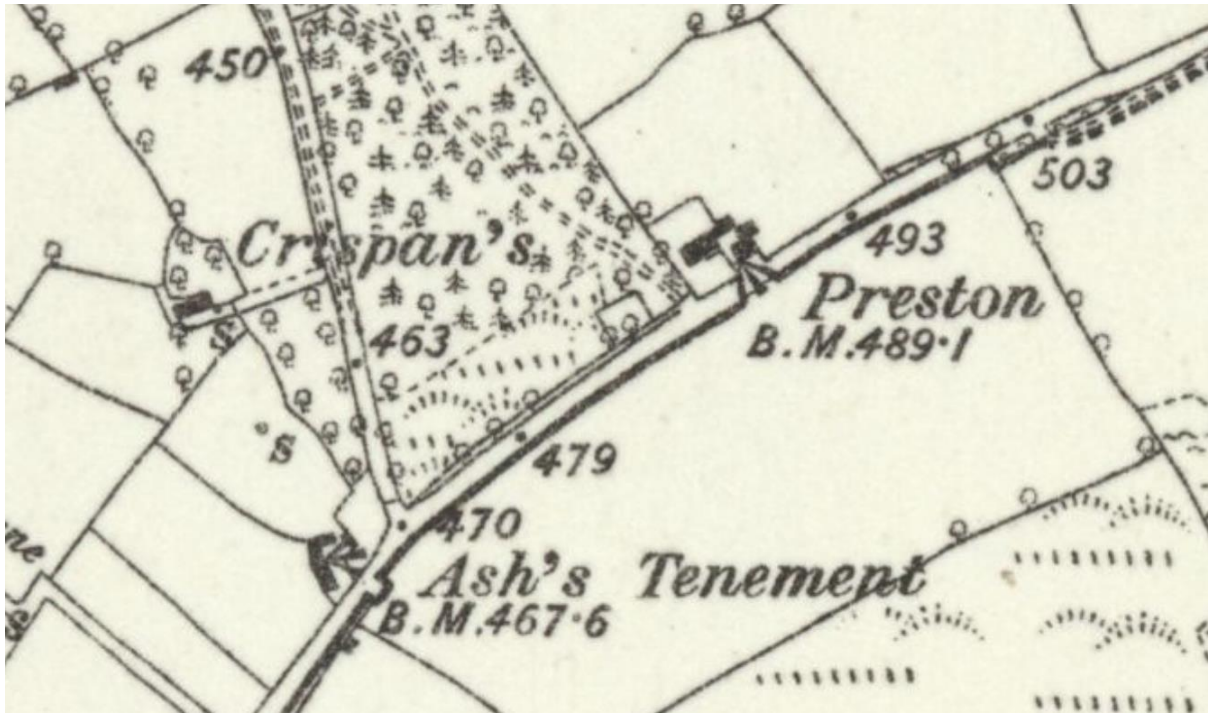 450
503
Crispan's
493
Preston
B.M.489·1
463
S
S
479
470
Ash's Tenement
B.M.467·6
S